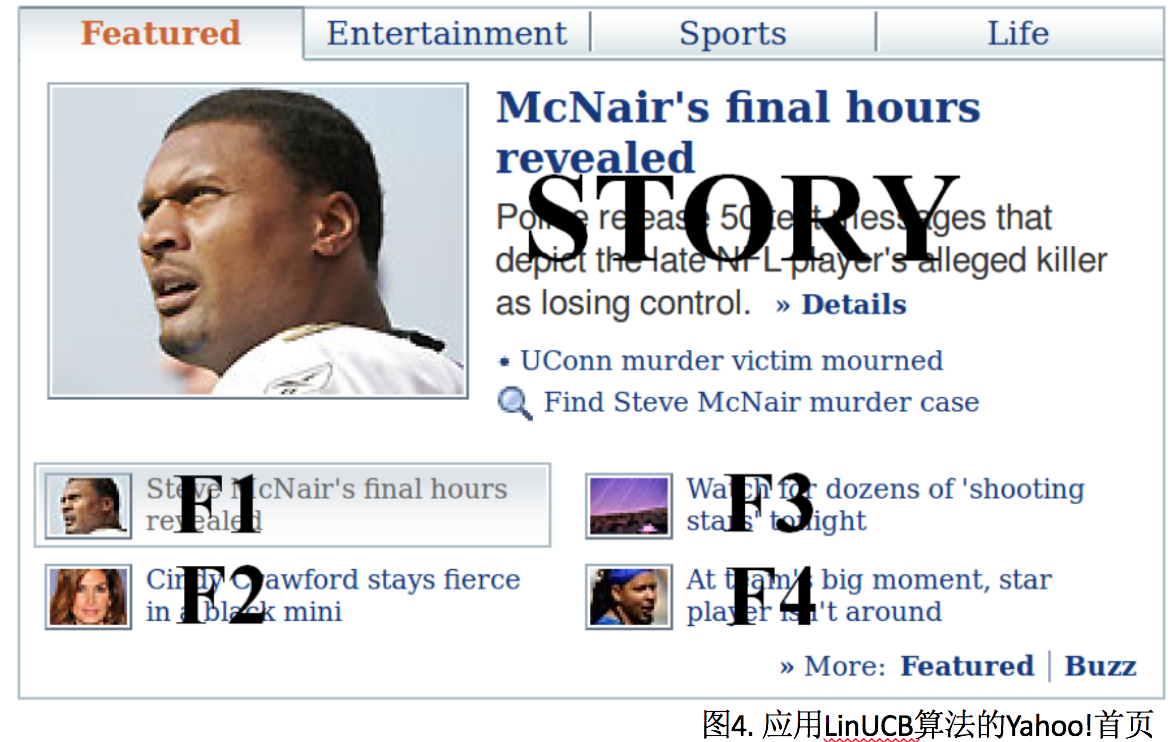 Featured
Entertainment
Sports
Life
McNair's final hours
revealed
STORY
Police release 50 text messages that
depict the late NFL player's alleged killer
as losing control. » Details
• UConn murder victim mourned
Find Steve McNair murder case
F1
Steve McNair's final hours
revealed
F3
Watch for dozens of 'shooting
stars' tonight
F2
Cindy Crawford stays fierce
in a black mini
F4
At team's big moment, star
player isn't around
» More: Featured | Buzz
图4. 应用LinUCB算法的Yahoo!首页